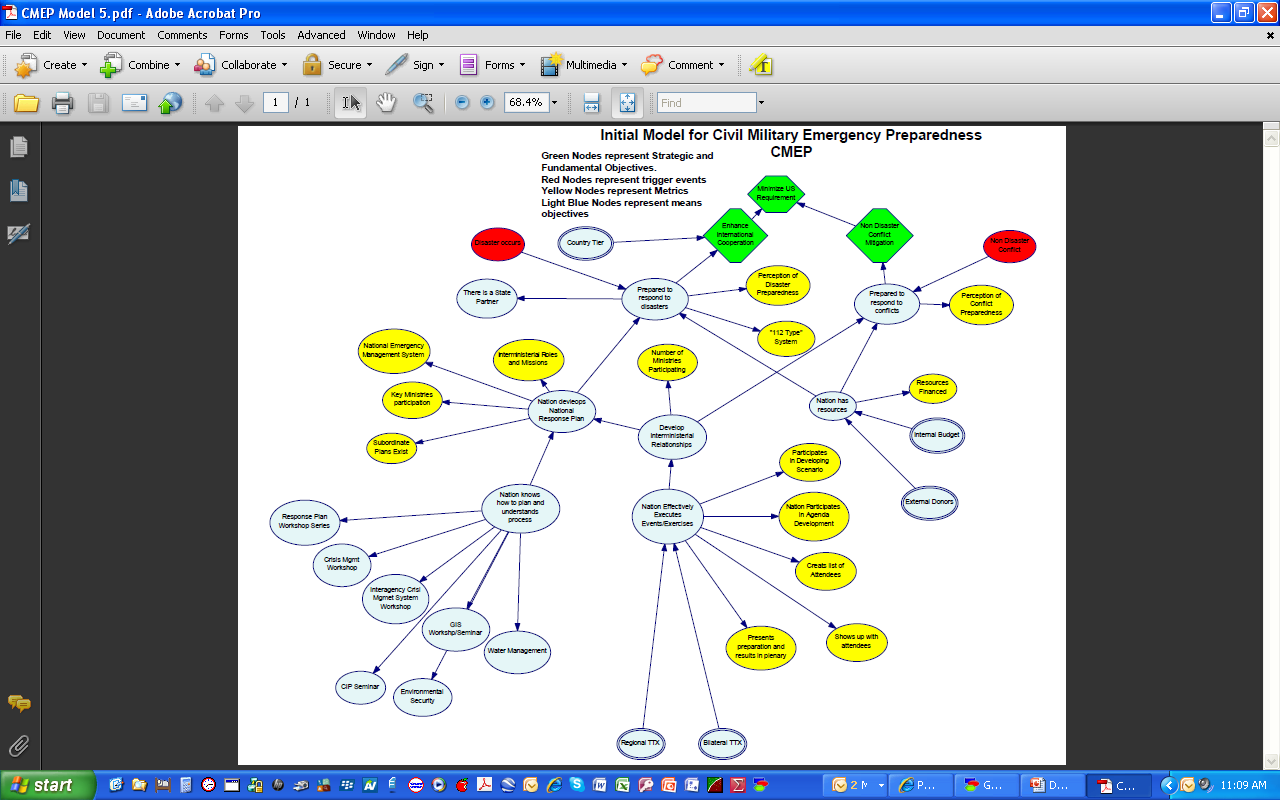 CMEP Model 5.pdf - Adobe Acrobat Pro
File Edit View Document Comments Forms Tools Advanced Window Help
Create Combine Collaborate Secure Sign Forms Multimedia Comment
1 / 1 68.4% Find
Initial Model for Civil Military Emergency Preparedness
CMEP
Green Nodes represent Strategic and
Fundamental Objectives.
Red Nodes represent trigger events
Yellow Nodes represent Metrics
Light Blue Nodes represent means
objectives
Minimize US
Requirement
Disaster occurs
Country Tier
Enhance
International
Cooperation
Non Disaster
Conflict
Mitigation
Non Disaster
Conflict
There is a State
Partner
Prepared to
respond to
disasters
Perception of
Disaster
Preparedness
Prepared to
respond to
conflicts
Perception of
Conflict
Preparedness
"112 Type"
System
National Emergency
Management System
Interministerial Roles
and Missions
Number of
Ministries
Participating
Key Ministries
participation
Nation devleops
National
Response Plan
Nation has
resources
Resources
Financed
Subordinate
Plans Exist
Develop
Interministerial
Relationships
Internal Budget
Participates
in Developing
Scenario
External Donors
Nation knows
how to plan and
understands
process
Nation Effectively
Executes
Events/Exercises
Nation Participates
in Agenda
Development
Response Plan
Workshop Series
Crisis Mgmt
Workshop
Creats list of
Attendees
Interagency Crisi
Mgmet System
Workshop
GIS
Workshp/Seminar
Water Management
Presents
preparation and
results in plenary
Shows up with
attendees
CIP Seminar
Environmental
Security
Regional TTX
Bilateral TTX
start
2 M P... G... D... C... 11:09 AM